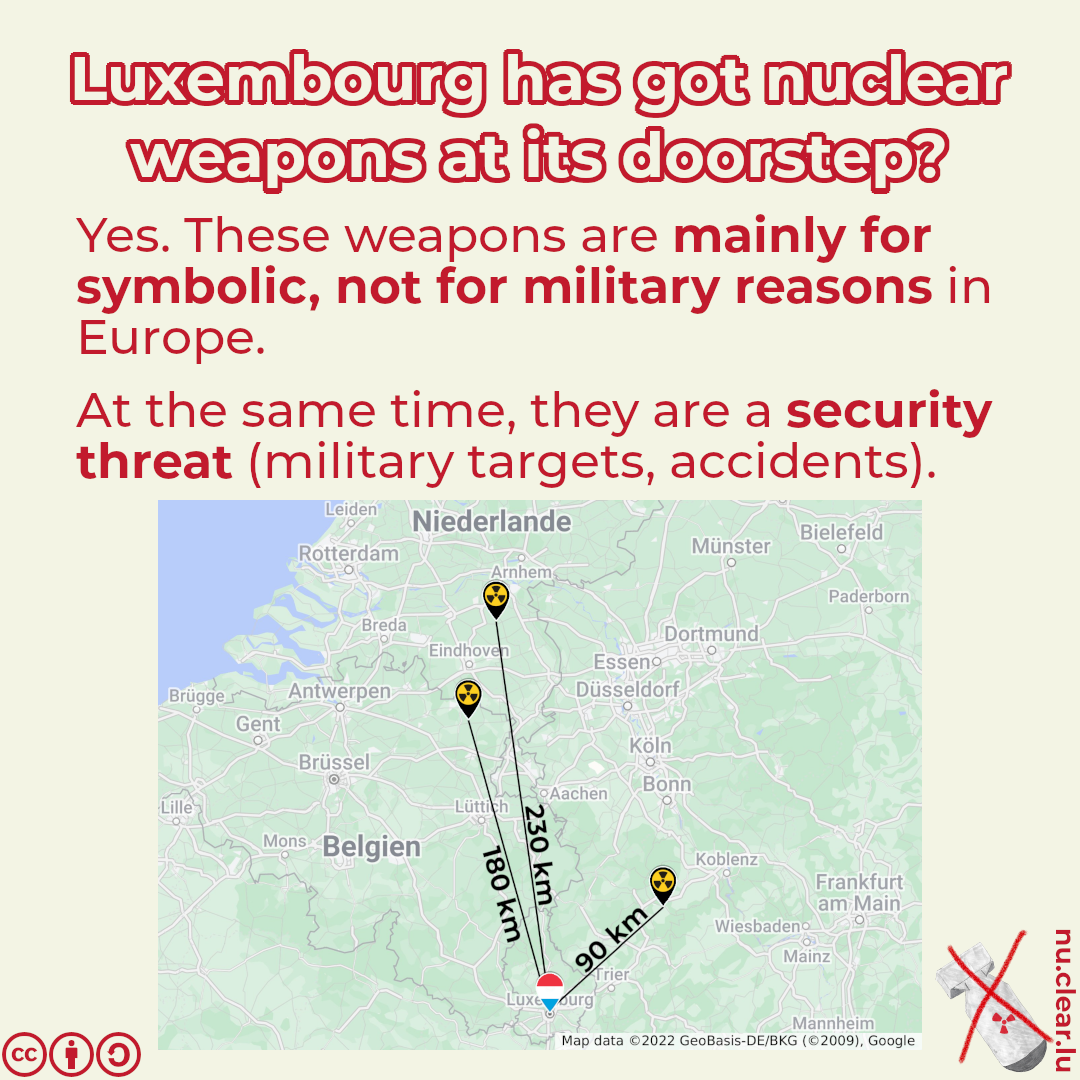 Luxembourg has got nuclear
weapons at its doorstep?
Yes. These weapons are mainly for
symbolic, not for military reasons in
Europe.
At the same time, they are a security
threat (military targets, accidents).
Leiden
Niederlande
Bielefeld
Rotterdam
Münster
Arnhem
Paderborn
Breda
Dortmund
Eindhoven
Essen
Brügge
Antwerpen
Düsseldorf
Gent
Köln
Brüssel
Bonn
Aachen
Lille
Lüttich
230 km
Mons
Belgien
180 km
Koblenz
Frankfurt
am Main
90 km
Wiesbaden
Mainz
Trier
Luxemburg
Mannheim
Map data ©2022 GeoBasis-DE/BKG (©2009), Google
nu.clear.lu
cc